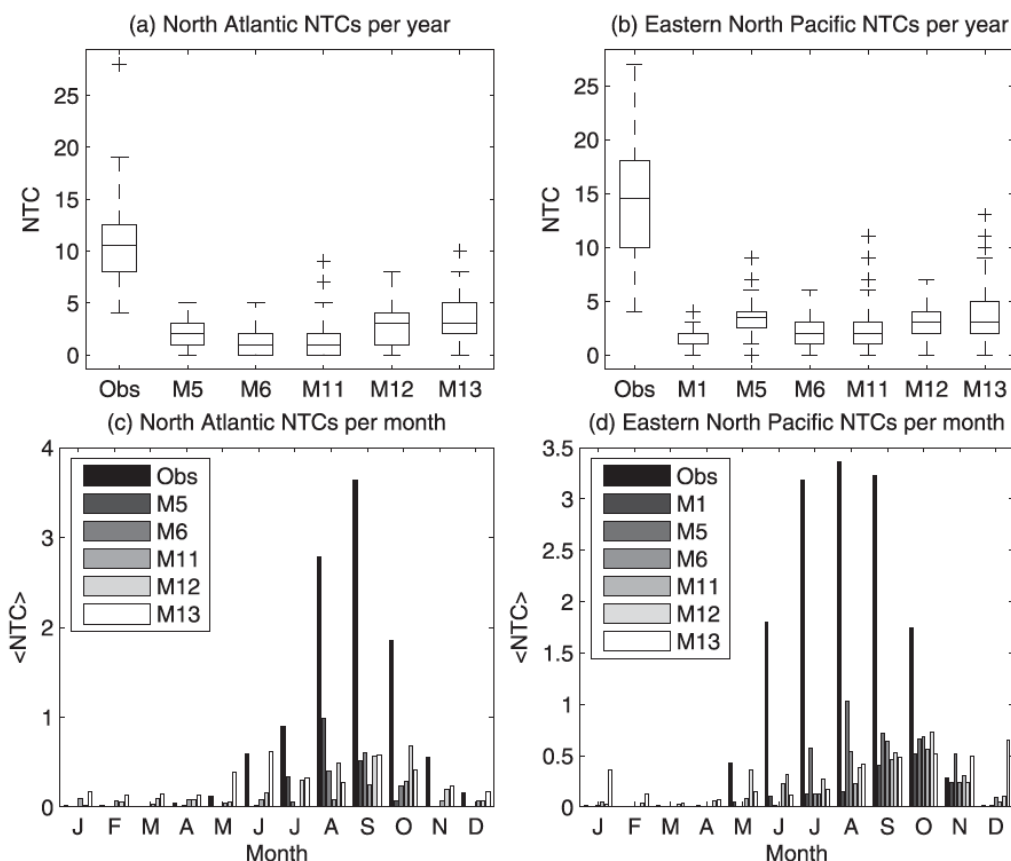 (a) North Atlantic NTCs per year
NTC
25
20
15
10
5
0
Obs M5 M6 M11 M12 M13
(b) Eastern North Pacific NTCs per year
NTC
25
20
15
10
5
0
Obs M1 M5 M6 M11 M12 M13
(c) North Atlantic NTCs per month
<NTC>
4
3
2
1
0
Obs
M5
M6
M11
M12
M13
J F M A M J J A S O N D
Month
(d) Eastern North Pacific NTCs per month
<NTC>
3.5
3
2.5
2
1.5
1
0.5
0
Obs
M1
M5
M6
M11
M12
M13
J F M A M J J A S O N D
Month